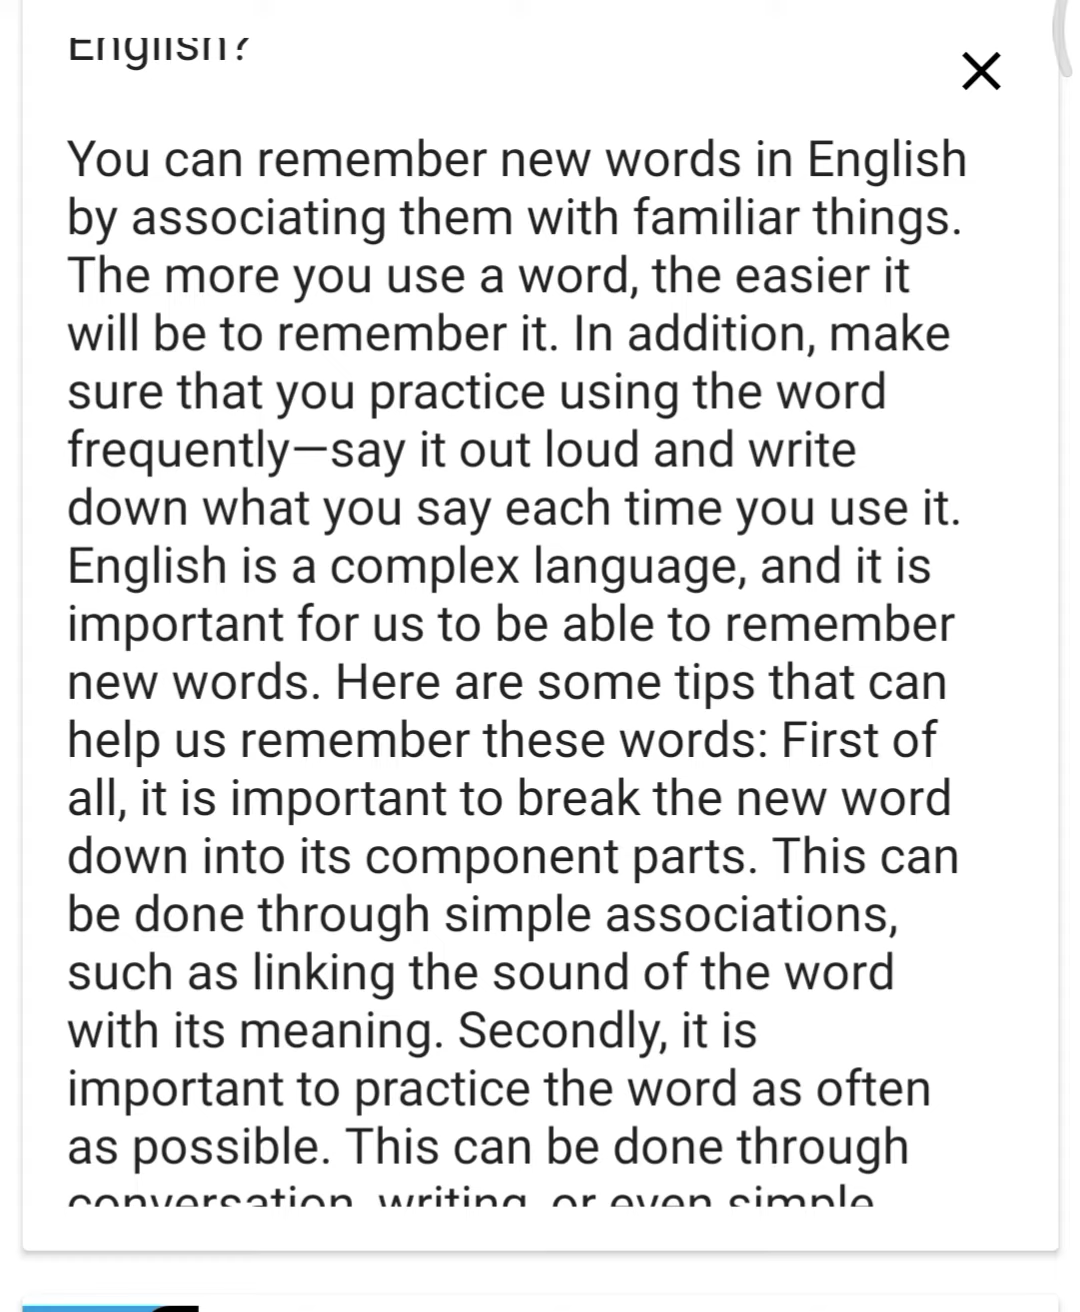 English?
You can remember new words in English
by associating them with familiar things.
The more you use a word, the easier it
will be to remember it. In addition, make
sure that you practice using the word
frequently—say it out loud and write
down what you say each time you use it.
English is a complex language, and it is
important for us to be able to remember
new words. Here are some tips that can
help us remember these words: First of
all, it is important to break the new word
down into its component parts. This can
be done through simple associations,
such as linking the sound of the word
with its meaning. Secondly, it is
important to practice the word as often
as possible. This can be done through
conversation, writing, or even simple